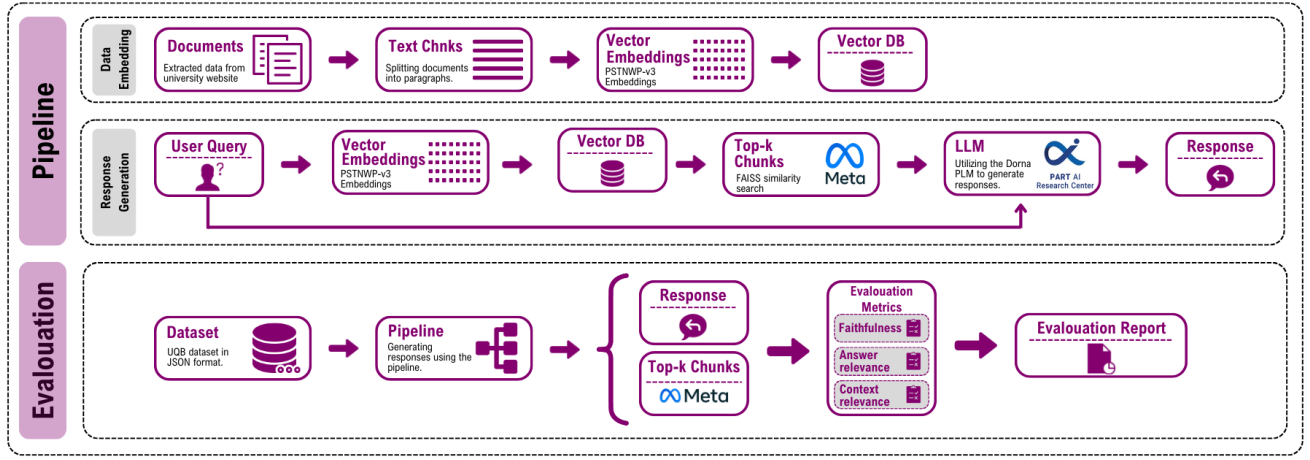 Pipeline
Data
Embedding
Documents
Extracted data from
university website
Text Chnks
Splitting documents
into paragraphs.
Vector
Embeddings
PSTNWP-v3
Embeddings
Vector DB
Response
Generation
User Query
?
Vector
Embeddings
PSTNWP-v3
Embeddings
Vector DB
Top-k
Chunks
FAISS similarity
search
Meta
LLM
Utilizing the Dorna
PLM to generate
responses.
PART AI
Research Center
Response
Evalouation
Dataset
UQB dataset in
JSON format.
Pipeline
Generating
responses using the
pipeline.
Response
Top-k Chunks
Meta
Evalouation
Metrics
Faithfulness
Answer
relevance
Context
relevance
Evalouation Report